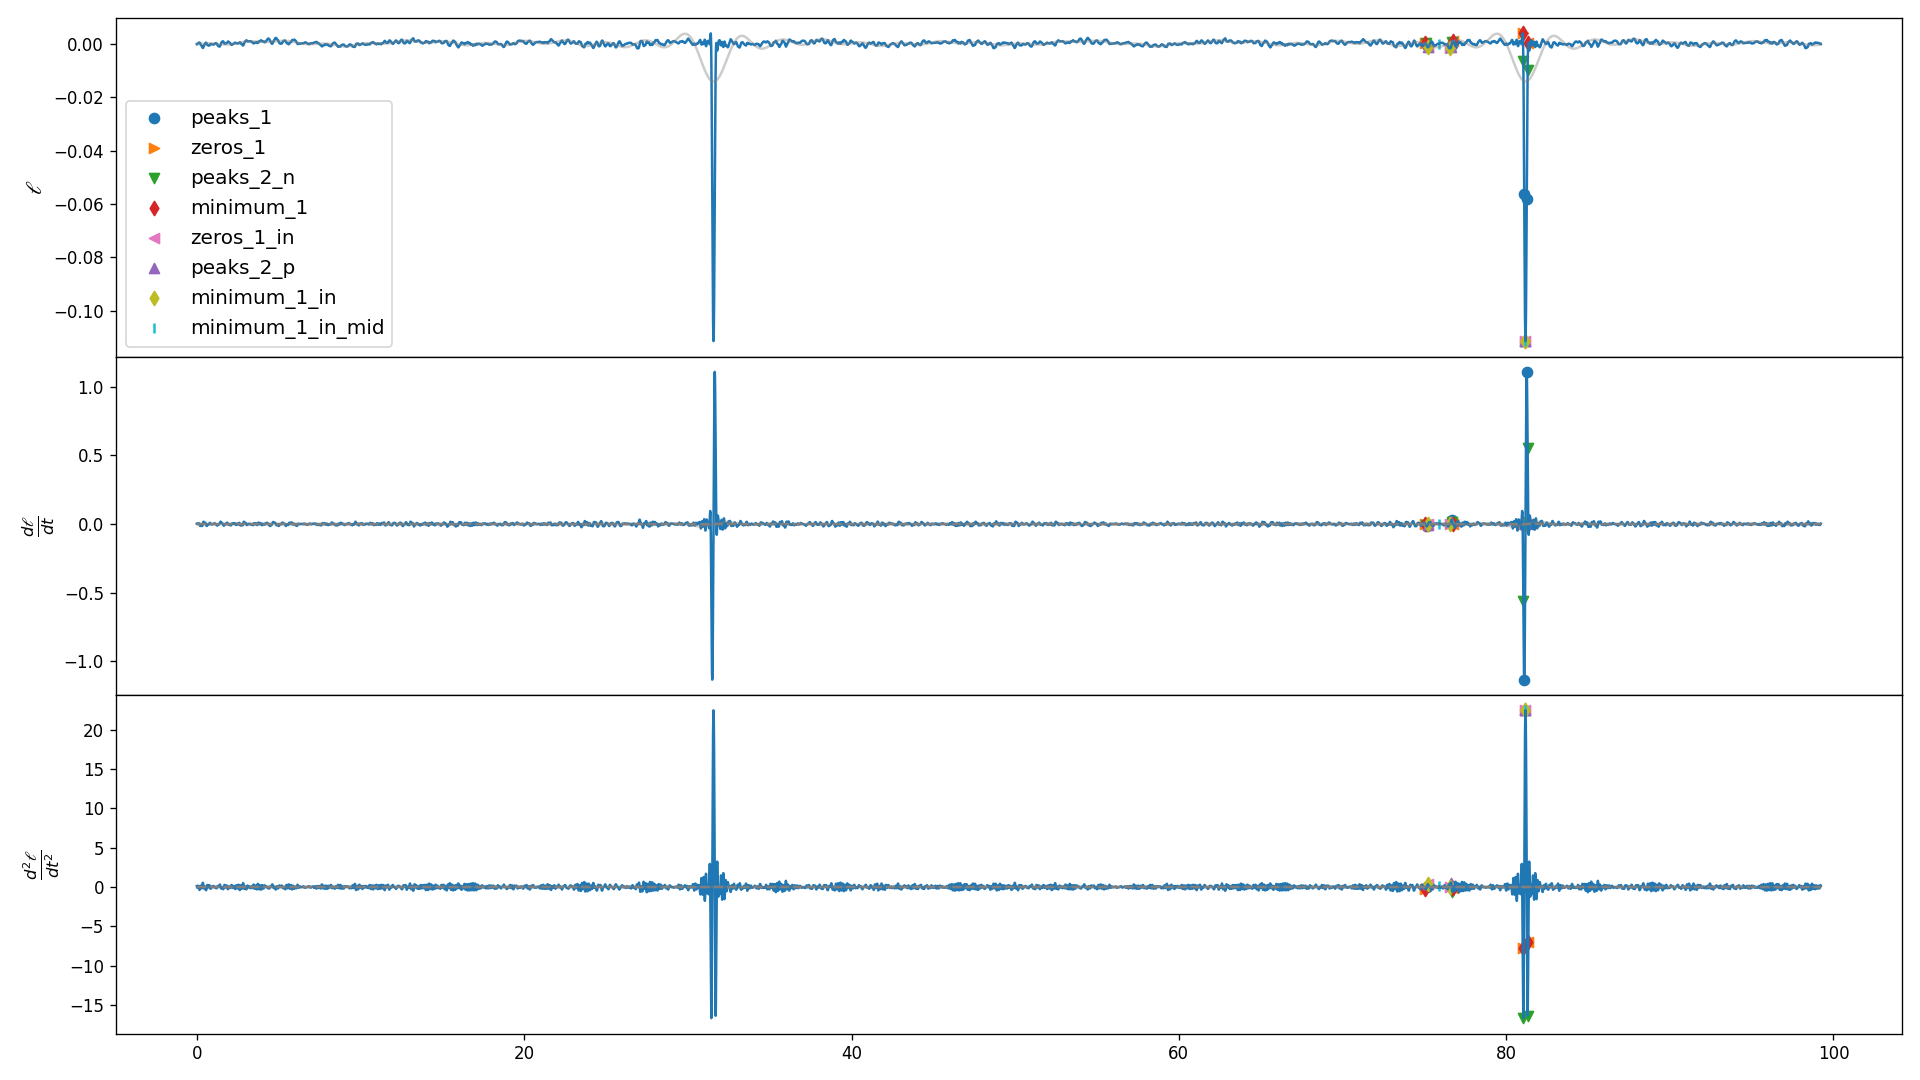 0.00
−0.02
−0.04
−0.06
−0.08
−0.10
ℓ
peaks_1
zeros_1
peaks_2_n
minimum_1
zeros_1_in
peaks_2_p
minimum_1_in
minimum_1_in_mid
1.0
0.5
0.0
−0.5
−1.0
dℓ
dt
20
15
10
5
0
−5
−10
−15
d²ℓ
dt²
0 20 40 60 80 100